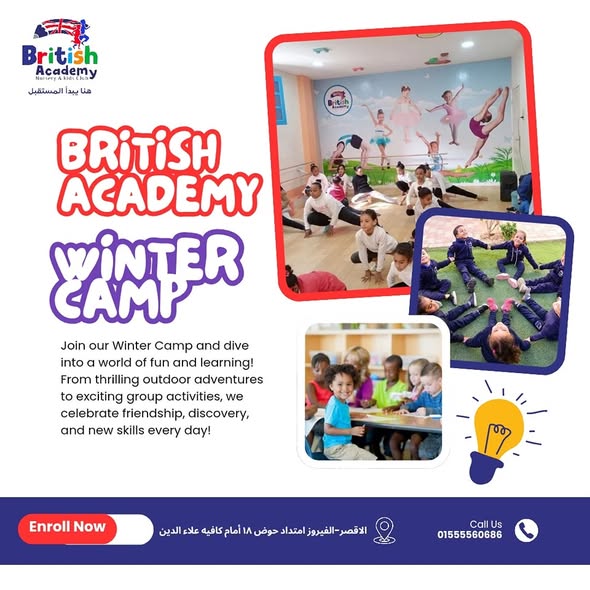 British
Academy
Nursery & Kids Club
هنا يبدأ المستقبل
BRITISH
ACADEMY
WINTER
CAMP
British
Academy
Join our Winter Camp and dive
into a world of fun and learning!
From thrilling outdoor adventures
to exciting group activities, we
celebrate friendship, discovery,
and new skills every day!
Enroll Now
الاقصر-الفيروز امتداد حوض ١٨ أمام كافيه علاء الدين
Call Us
01555560686